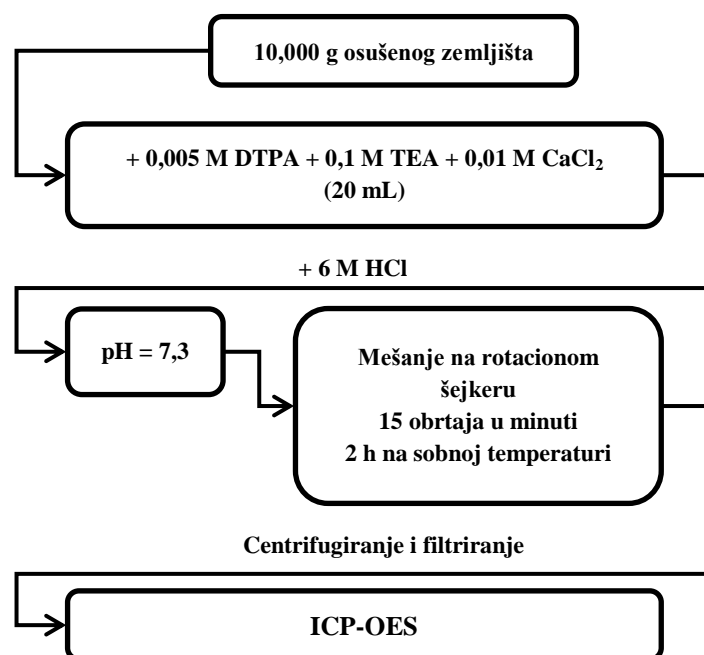 10,000 g osušenog zemljišta
+ 0,005 M DTPA + 0,1 M TEA + 0,01 M CaCl₂
(20 mL)
+ 6 M HCl
pH = 7,3
Mešanje na rotacionom
šejkeru
15 obrtaja u minuti
2 h na sobnoj temperaturi
Centrifugiranje i filtriranje
ICP-OES